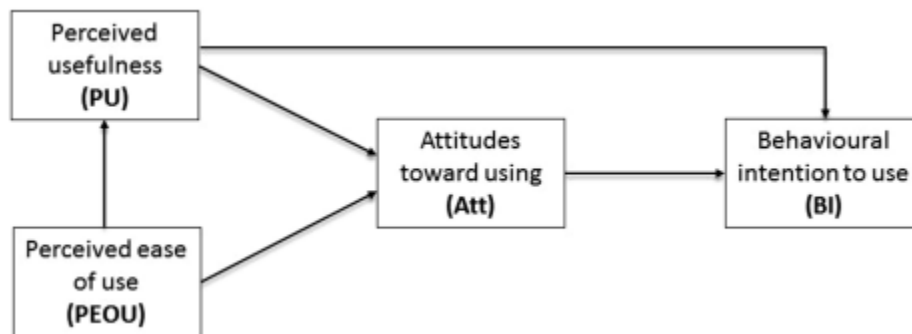 Perceived
usefulness
(PU)
Attitudes
toward using
(Att)
Behavioural
intention to use
(BI)
Perceived ease
of use
(PEOU)